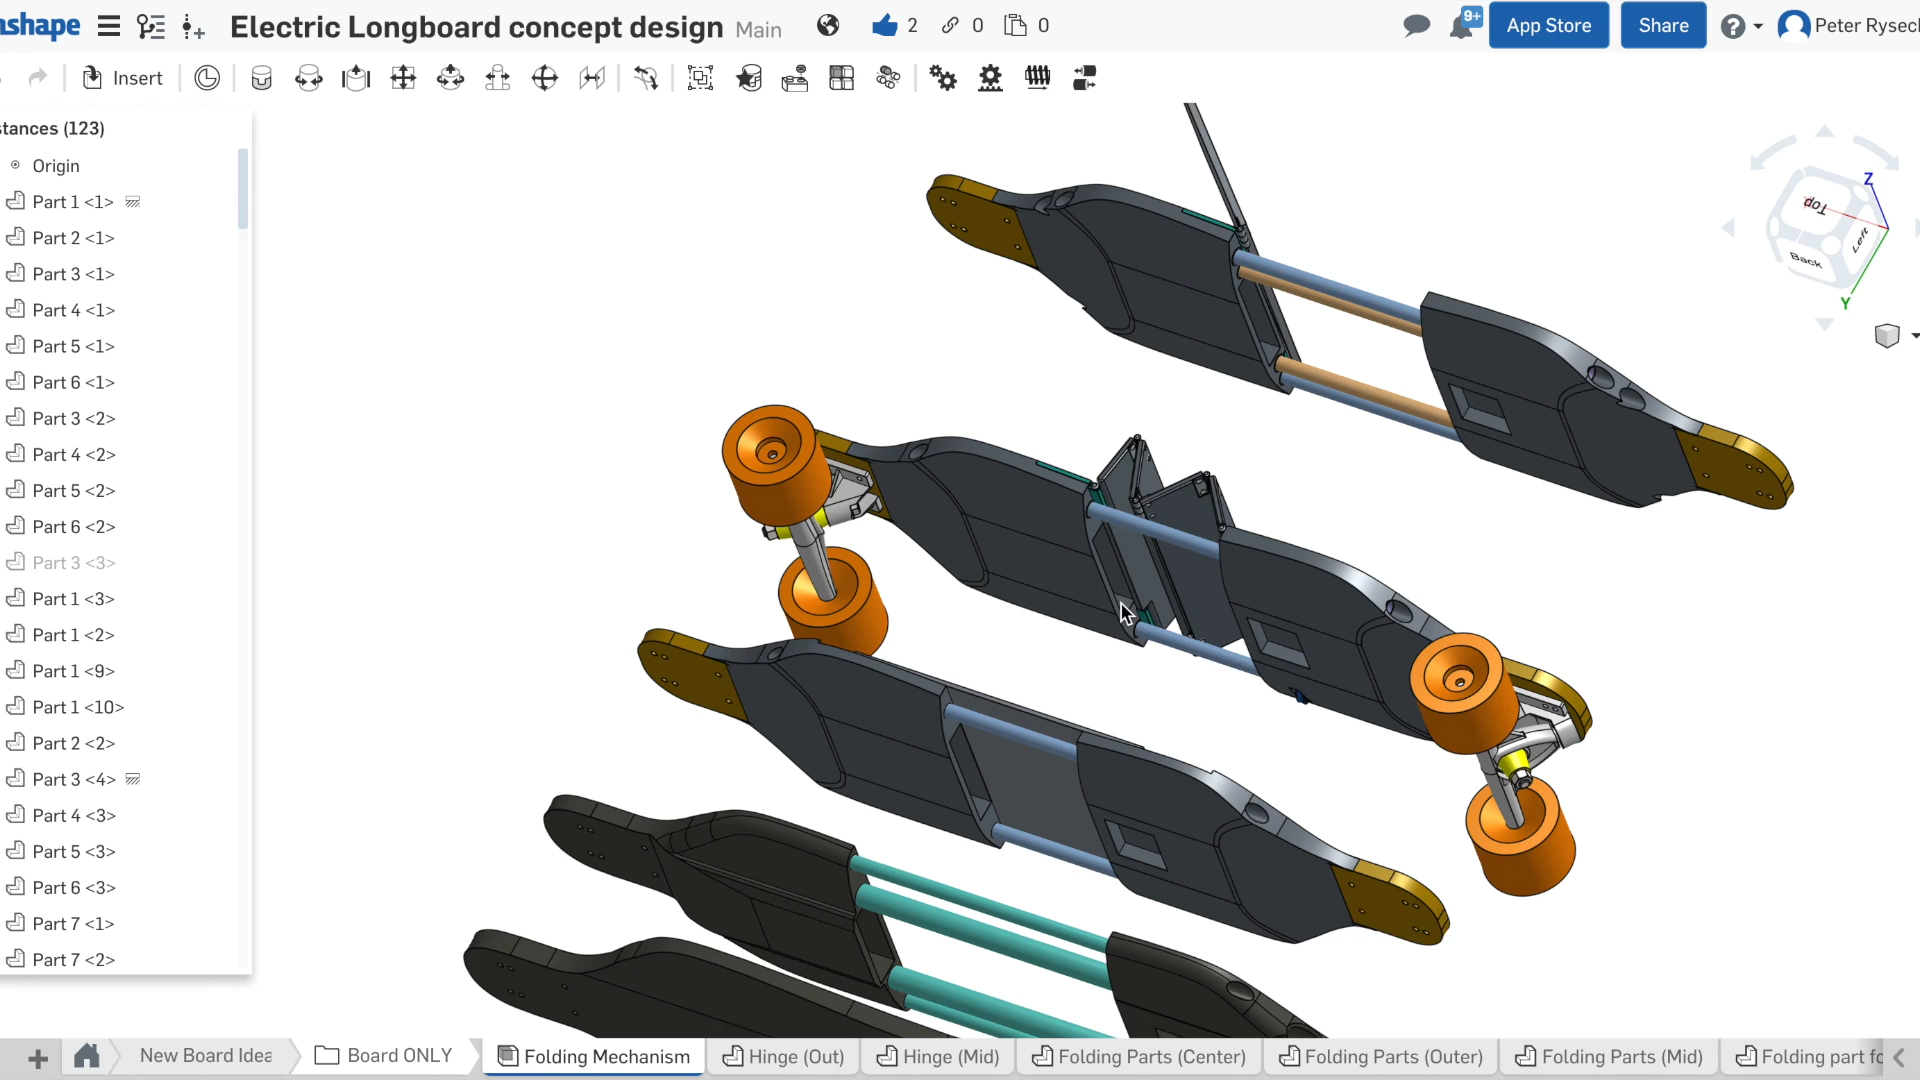 nshape Electric Longboard concept design Main 2 0 0 9+ App Store Share ? Peter Rysec
Insert
stances (123)
Origin
Part 1 <1>
Part 2 <1>
Part 3 <1>
Part 4 <1>
Part 5 <1>
Part 6 <1>
Part 3 <2>
Part 4 <2>
Part 5 <2>
Part 6 <2>
Part 3 <3>
Part 1 <3>
Part 1 <2>
Part 1 <9>
Part 1 <10>
Part 2 <2>
Part 3 <4>
Part 4 <3>
Part 5 <3>
Part 6 <3>
Part 7 <1>
Part 7 <2>
Z
Top
Left
Back
Y
New Board Idea Board ONLY Folding Mechanism Hinge (Out) Hinge (Mid) Folding Parts (Center) Folding Parts (Outer) Folding Parts (Mid) Folding part fo